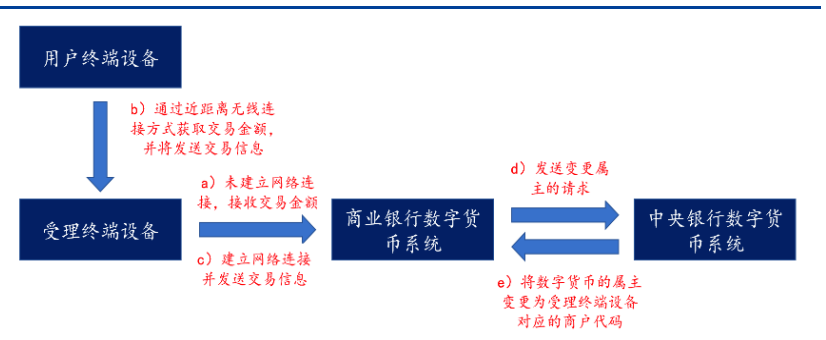 用户终端设备
b）通过近距离无线连
接方式获取交易金额，
并将发送交易信息
a）未建立网络连
接，接收交易金额
受理终端设备
c）建立网络连接
并发送交易信息
商业银行数字货
币系统
d）发送变更属
主的请求
中央银行数字货
币系统
e）将数字货币的属主
变更为受理终端设备
对应的商户代码